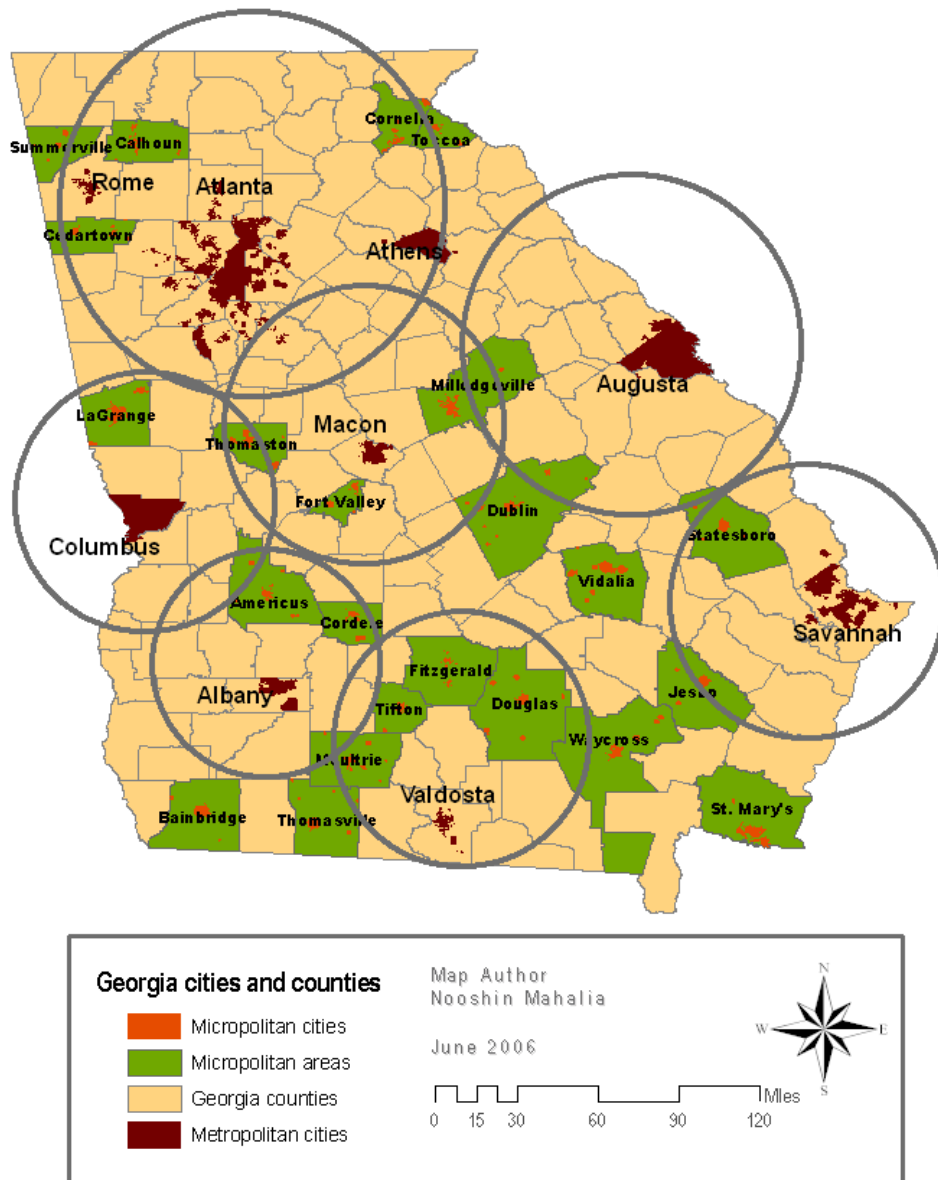 Cornelia
Toccoa
Summerville
Calhoun
Rome
Atlanta
Cedartown
Athens
Augusta
Milledgeville
LaGrange
Macon
Thomaston
Fort Valley
Dublin
Columbus
Statesboro
Vidalia
Americus
Cordele
Savannah
Fitzgerald
Albany
Tifton
Douglas
Jesup
Waycross
Moultrie
Valdosta
Bainbridge
Thomasville
St. Mary's
Georgia cities and counties
Micropolitan cities
Micropolitan areas
Georgia counties
Metropolitan cities
Map Author
Nooshin Mahalia
June 2006
Miles
0 15 30 60 90 120
N
W E
S